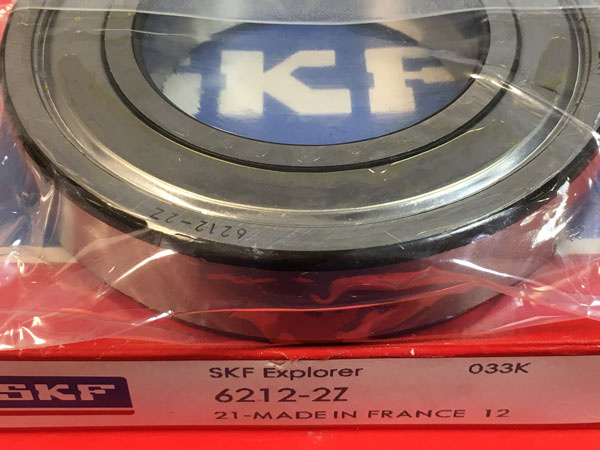 SKF
6212-2Z
SKF
SKF Explorer 033K
6212-2Z
21-MADE IN FRANCE 12